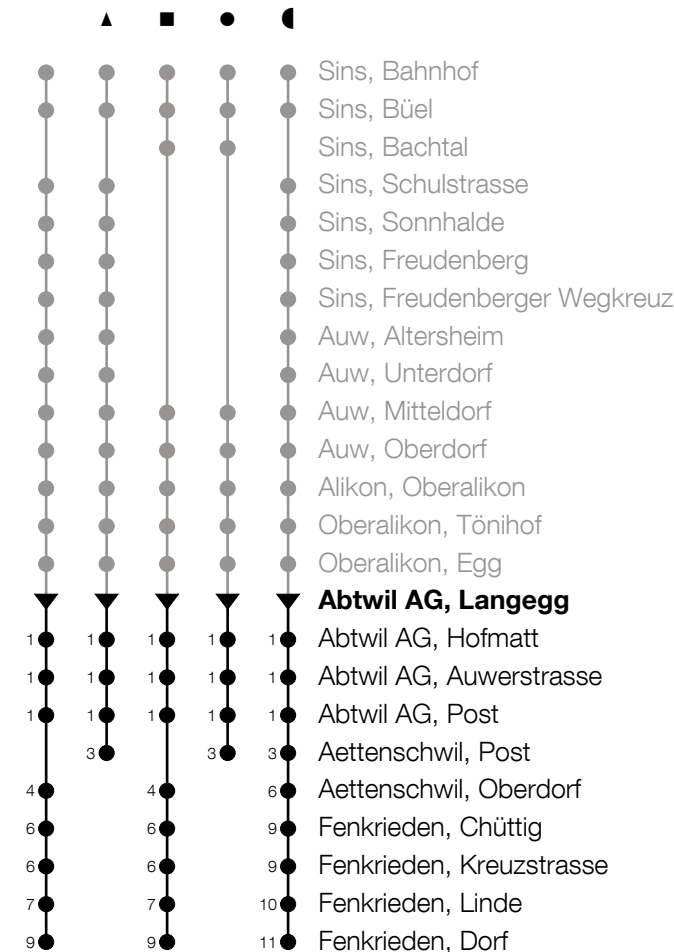 Sins, Bahnhof
Sins, Büel
Sins, Bachtal
Sins, Schulstrasse
Sins, Sonnhalde
Sins, Freudenberg
Sins, Freudenberger Wegkreuz
Auw, Altersheim
Auw, Unterdorf
Auw, Mitteldorf
Auw, Oberdorf
Alikon, Oberalikon
Oberalikon, Tönihof
Oberalikon, Egg
Abtwil AG, Langegg
1 1 1 1 1 Abtwil AG, Hofmatt
1 1 1 1 1 Abtwil AG, Auwerstrasse
1 1 1 1 1 Abtwil AG, Post
3 3 3 Aettenschwil, Post
4 4 6 Aettenschwil, Oberdorf
6 6 9 Fenkrieden, Chüttig
6 6 9 Fenkrieden, Kreuzstrasse
7 7 10 Fenkrieden, Linde
9 9 11 Fenkrieden, Dorf